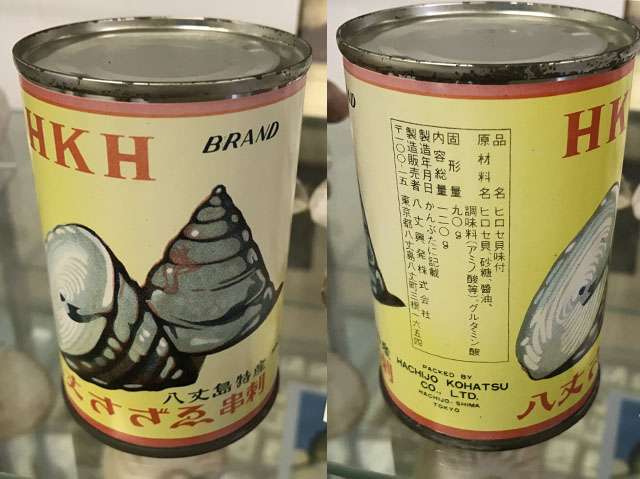 HKH
BRAND
八丈島特産
丈さざゑ 串刺
HK
品名 ヒロセ貝味付
原材料名 ヒロセ貝、砂糖、醬油、
調味料(アミノ酸等)、グルタミン酸
固形量 九〇g
内容総量 一二〇g
製造年月日 かんぶたに記載
製造販売者 八丈興発株式会社
〒一〇〇-一五 東京都八丈島八丈町三根一六五四
PACKED BY
HACHIJO KOHATSU
CO., LTD.
HACHIJO-SHIMA
TOKYO
刺
八丈さ